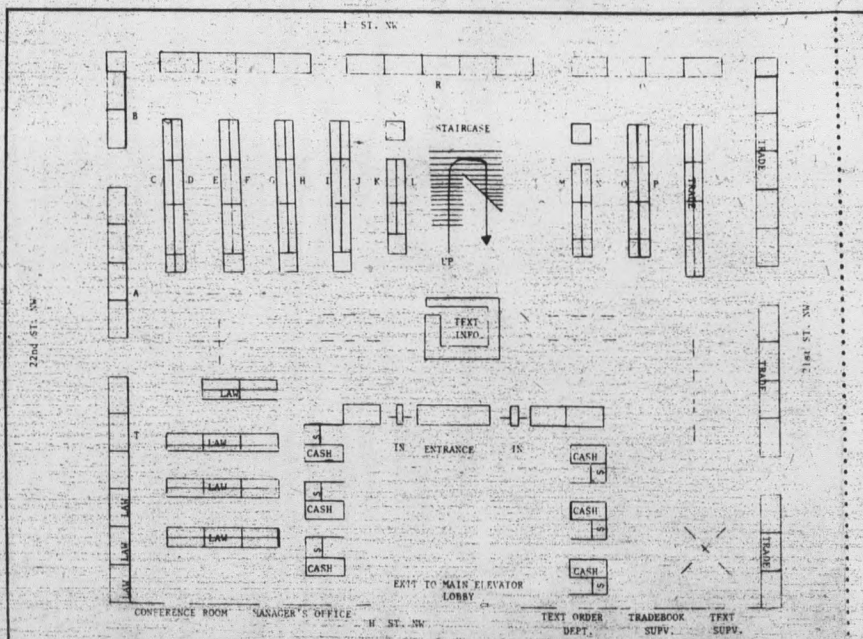 I ST. NW
S
R
Q
B
STAIRCASE
C
D
E
F
G
H
I
J
K
L
M
N
O
P
TRADE
TRADE
UP
A
TEXT
INFO.
22nd ST. NW
21st ST. NW
TRADE
LAW
T
LAW
S
CASH
IN
ENTRANCE
IN
CASH
S
LAW
S
CASH
CASH
S
LAW
LAW
S
CASH
CASH
S
LAW
LAW
TRADE
EXIT TO MAIN ELEVATOR
LOBBY
CONFERENCE ROOM
MANAGER'S OFFICE
H ST. NW
TEXT ORDER
DEPT.
TRADEBOOK
SUPV.
TEXT
SUPV.